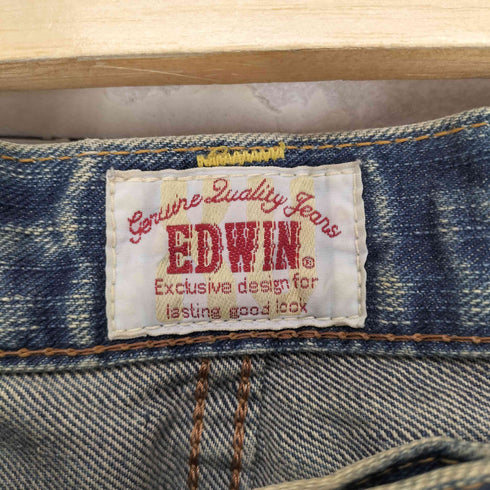 Genuine Quality Jeans
EDWIN®
Exclusive design for
lasting good look